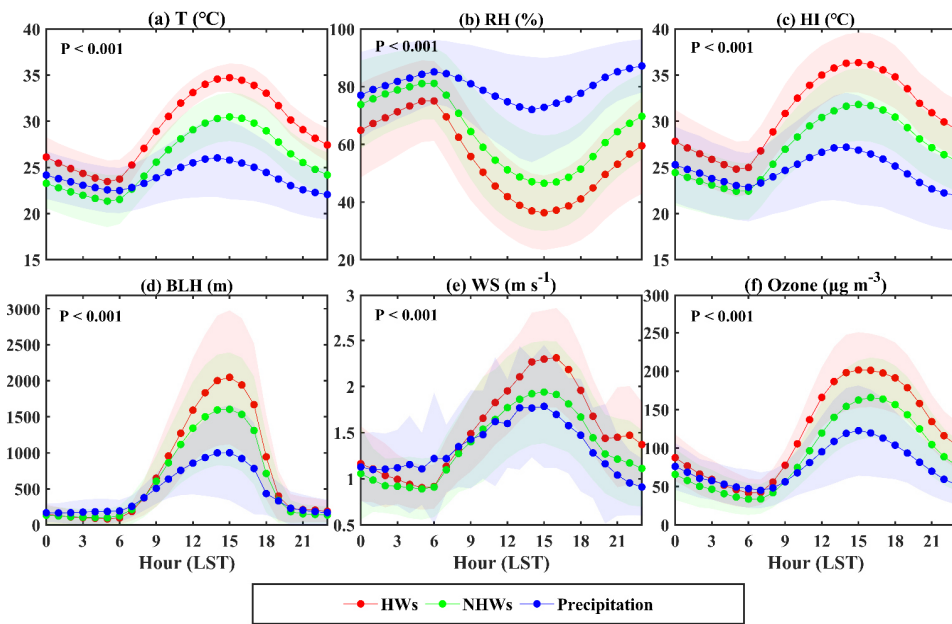 (a) T (°C)
(b) RH (%)
(c) HI (°C)
40
35
30
25
20
15
P < 0.001
100
80
60
40
20
P < 0.001
40
35
30
25
20
15
P < 0.001
(d) BLH (m)
(e) WS (m s⁻¹)
(f) Ozone (μg m⁻³)
3000
2500
2000
1500
1000
500
0
P < 0.001
3
2.5
2
1.5
1
0.5
P < 0.001
300
250
200
150
100
50
0
P < 0.001
0 3 6 9 12 15 18 21
0 3 6 9 12 15 18 21
0 3 6 9 12 15 18 21
Hour (LST)
Hour (LST)
Hour (LST)
HWs NHWs Precipitation